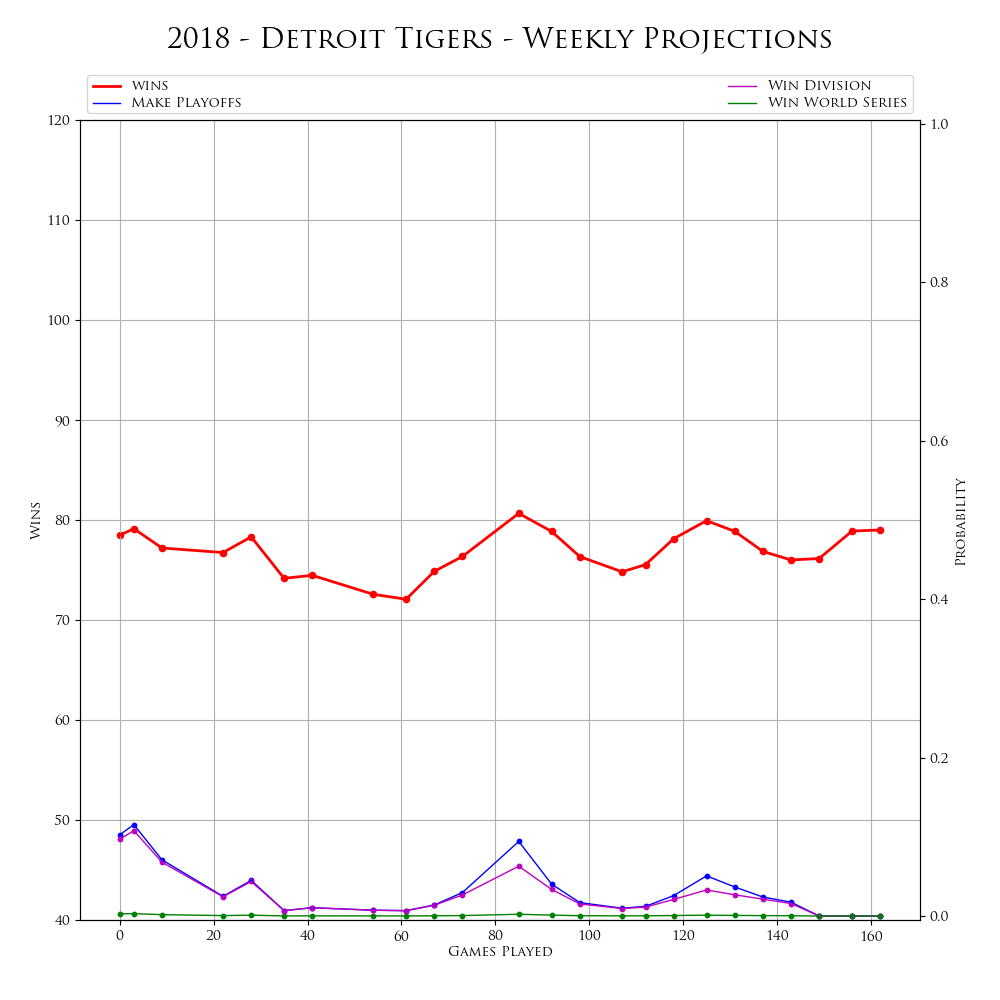 2018 - Detroit Tigers - Weekly Projections
wins
Make Playoffs
Win Division
Win World Series
120
110
100
90
80
70
60
50
40
Wins
1.0
0.8
0.6
0.4
0.2
0.0
Probability
0 20 40 60 80 100 120 140 160
Games Played